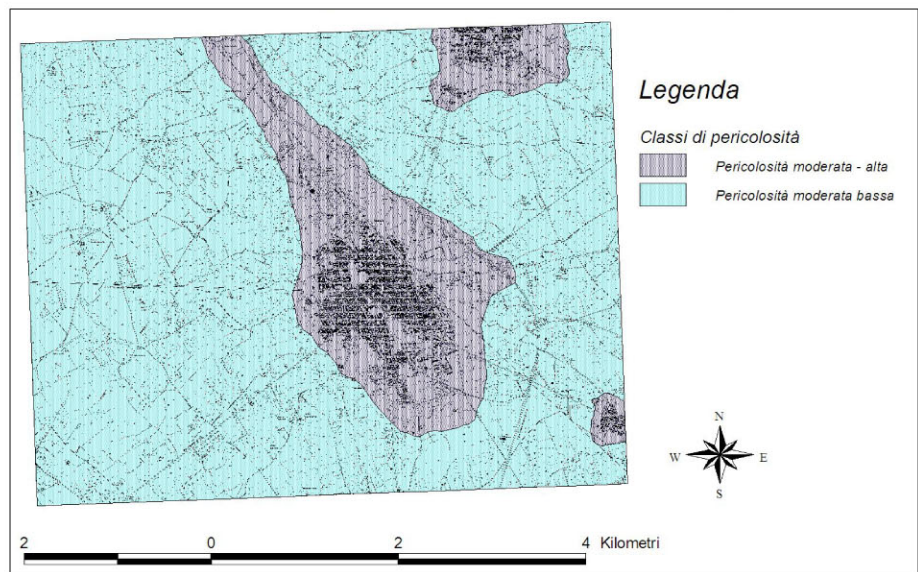 Legenda
Classi di pericolosità
Pericolosità moderata - alta
Pericolosità moderata bassa
N
W E
S
2 0 2 4 Kilometri